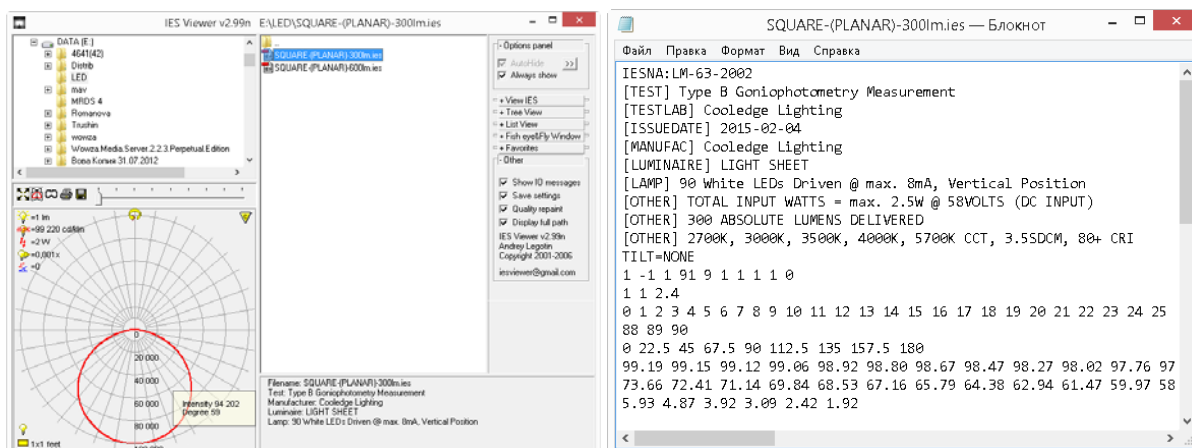 IES Viewer v2.99n E:\LED\SQUARE-(PLANAR)-300lm.ies
DATA (E:)
4641(42)
Distrib
LED
mav
MRDS 4
Romanova
Trushin
wowza
Wowza.Media.Server.2.2.3.Perpetual.Edition
Вова Копия 31.07.2012
..
SQUARE-(PLANAR)-300lm.ies
SQUARE-(PLANAR)-600lm.ies
- Options panel
AutoHide >>|
Always show
+ View IES
+ Tree View
+ List View
+ Fish eye&Fly Window
+ Favorites
- Other
Show IO messages
Save settings
Quality repaint
Display full path
IES Viewer v2.99n
Andrey Legotin
Copyright 2001-2006
iesviewer@gmail.com
=1 lm
=99 220 cd/klm
=2 W
=0,001x
=0
0
20 000
40 000
60 000
80 000
Intensity 94 202
Degree 59
1x1 feet
Filename: SQUARE-(PLANAR)-300lm.ies
Test: Type B Goniophotometry Measurement
Manufacturer: Cooledge Lighting
Luminaire: LIGHT SHEET
Lamp: 90 White LEDs Driven @ max. 8mA, Vertical Position
SQUARE-(PLANAR)-300lm.ies — Блокнот
Файл Правка Формат Вид Справка
IESNA:LM-63-2002
[TEST] Type B Goniophotometry Measurement
[TESTLAB] Cooledge Lighting
[ISSUEDATE] 2015-02-04
[MANUFAC] Cooledge Lighting
[LUMINAIRE] LIGHT SHEET
[LAMP] 90 White LEDs Driven @ max. 8mA, Vertical Position
[OTHER] TOTAL INPUT WATTS = max. 2.5W @ 58VOLTS (DC INPUT)
[OTHER] 300 ABSOLUTE LUMENS DELIVERED
[OTHER] 2700K, 3000K, 3500K, 4000K, 5700K CCT, 3.5SDCM, 80+ CRI
TILT=NONE
1 -1 1 91 9 1 1 1 1 0
1 1 2.4
0 1 2 3 4 5 6 7 8 9 10 11 12 13 14 15 16 17 18 19 20 21 22 23 24 25
88 89 90
0 22.5 45 67.5 90 112.5 135 157.5 180
99.19 99.15 99.12 99.06 98.92 98.80 98.67 98.47 98.27 98.02 97.76 97
73.66 72.41 71.14 69.84 68.53 67.16 65.79 64.38 62.94 61.47 59.97 58
5.93 4.87 3.92 3.09 2.42 1.92